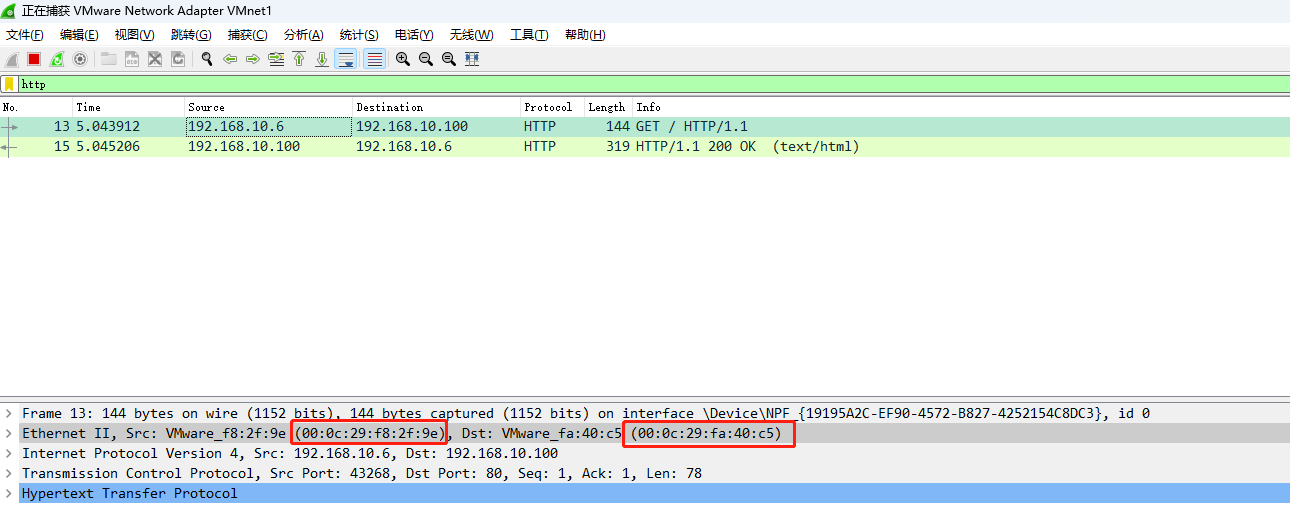 正在捕获 VMware Network Adapter VMnet1
文件(F) 编辑(E) 视图(V) 跳转(G) 捕获(C) 分析(A) 统计(S) 电话(Y) 无线(W) 工具(T) 帮助(H)
http
No. Time Source Destination Protocol Length Info
13 5.043912 192.168.10.6 192.168.10.100 HTTP 144 GET / HTTP/1.1
15 5.045206 192.168.10.100 192.168.10.6 HTTP 319 HTTP/1.1 200 OK (text/html)
Frame 13: 144 bytes on wire (1152 bits), 144 bytes captured (1152 bits) on interface \Device\NPF_{19195A2C-EF90-4572-B827-4252154C8DC3}, id 0
Ethernet II, Src: VMware_f8:2f:9e (00:0c:29:f8:2f:9e), Dst: VMware_fa:40:c5 (00:0c:29:fa:40:c5)
Internet Protocol Version 4, Src: 192.168.10.6, Dst: 192.168.10.100
Transmission Control Protocol, Src Port: 43268, Dst Port: 80, Seq: 1, Ack: 1, Len: 78
Hypertext Transfer Protocol